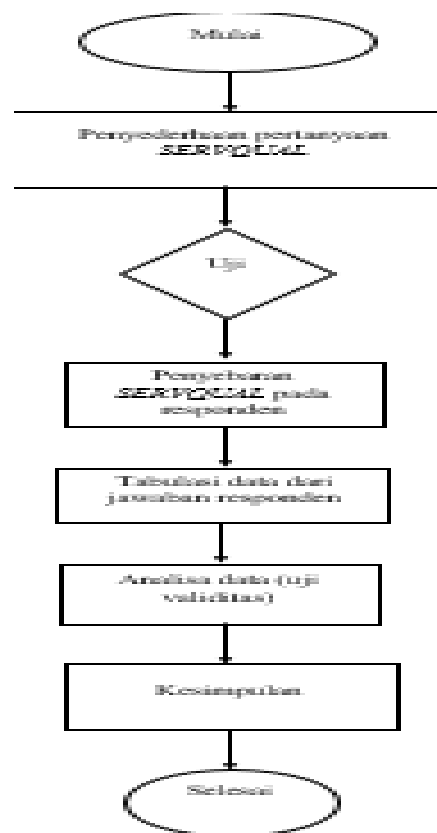 Mulai
Penyederhaan pertanyaan
SERVQUAL
Uji
Penyebaran
SERVQUAL pada
responden
Tabulasi data dari
jawaban responden
Analisa data (uji
validitas)
Kesimpulan
Selesai